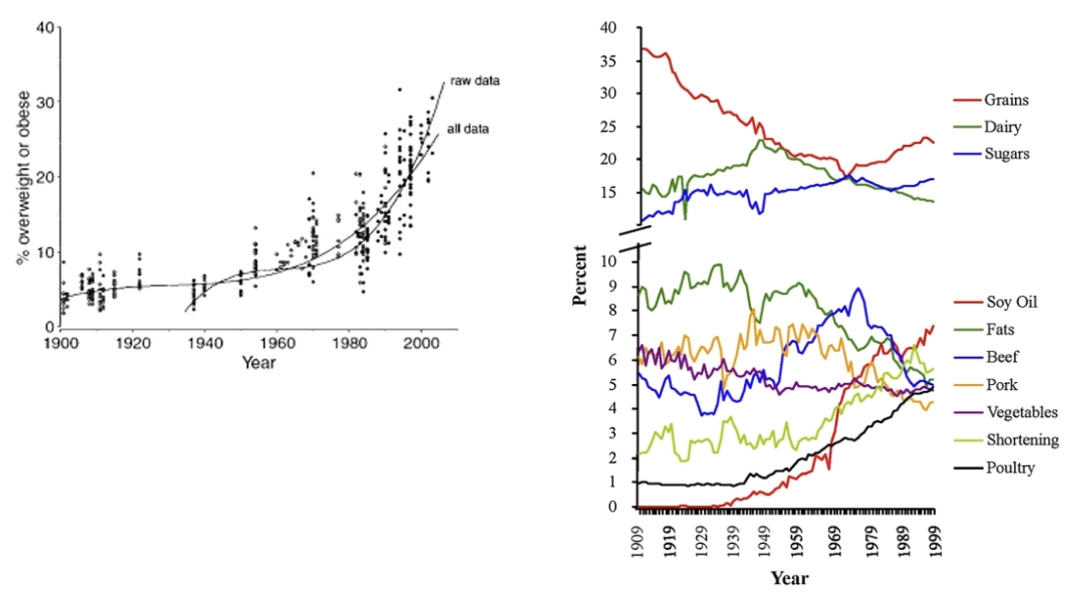 40
30
20
10
0
% overweight or obese
raw data
all data
1900 1920 1940 1960 1980 2000
Year
40
35
30
25
20
15
10
9
8
7
6
5
4
3
2
1
0
Percent
Grains
Dairy
Sugars
Soy Oil
Fats
Beef
Pork
Vegetables
Shortening
Poultry
1909 1919 1929 1939 1949 1959 1969 1979 1989 1999
Year